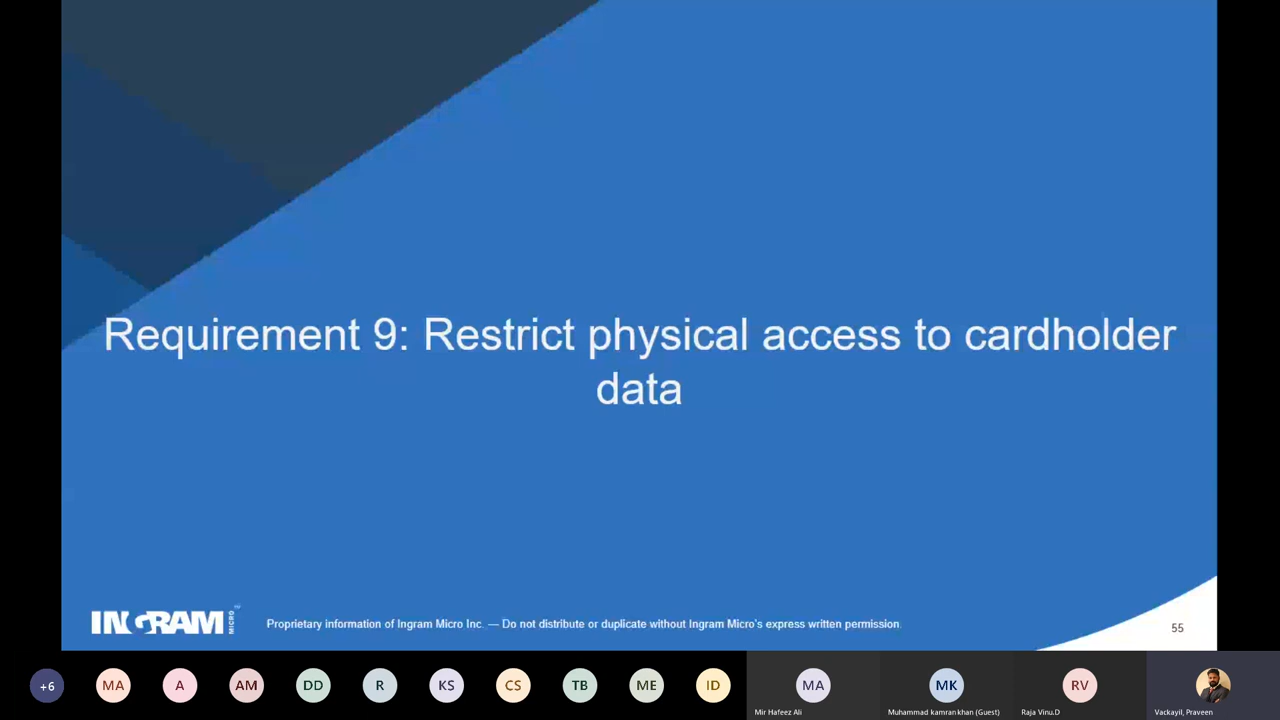 Requirement 9: Restrict physical access to cardholder
data
INGRAM
MICRO
Proprietary information of Ingram Micro Inc. — Do not distribute or duplicate without Ingram Micro's express written permission.
55
+6
MA
A
AM
DD
R
KS
CS
TB
ME
ID
MA
MK
RV
Mir Hafeez Ali
Muhammad kamran khan (Guest)
Raja Vinu.D
Vackayil, Praveen